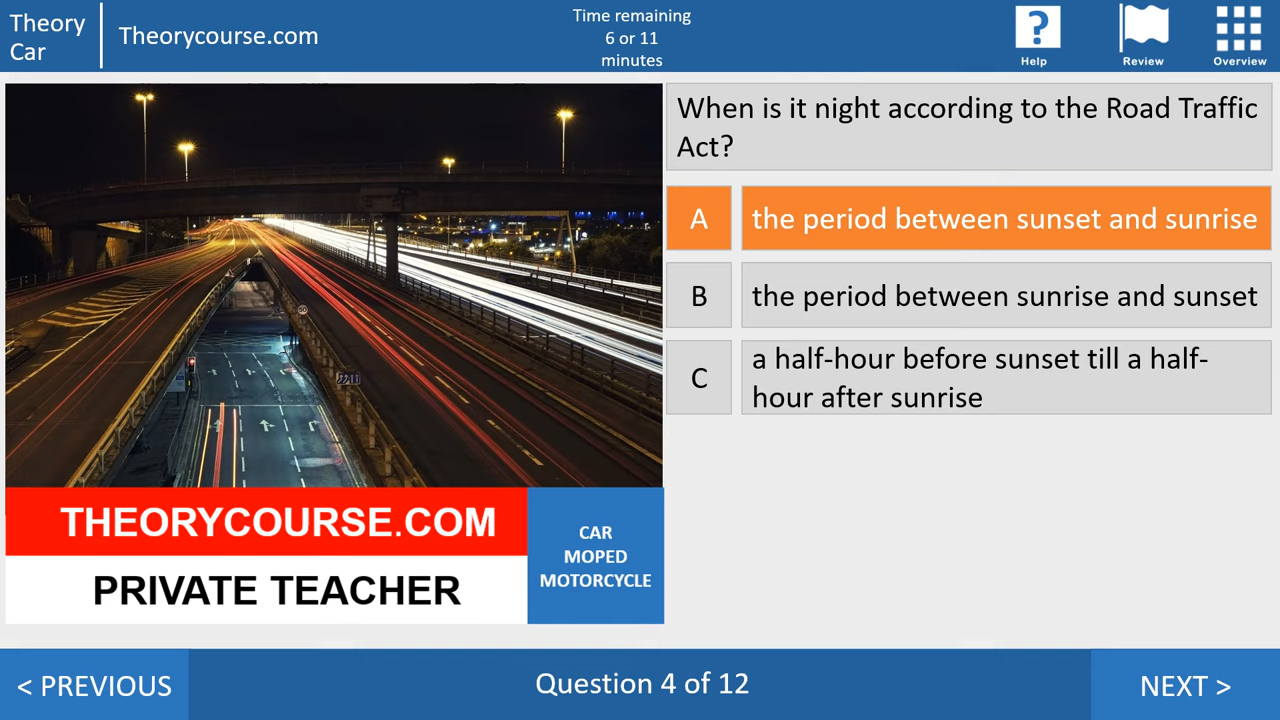 Theory
Car
Theorycourse.com
Time remaining
6 or 11
minutes
?
Help
Review
Overview
When is it night according to the Road Traffic
Act?
A
the period between sunset and sunrise
B
the period between sunrise and sunset
C
a half-hour before sunset till a half-
hour after sunrise
50
THEORYCOURSE.COM
PRIVATE TEACHER
CAR
MOPED
MOTORCYCLE
< PREVIOUS
Question 4 of 12
NEXT >